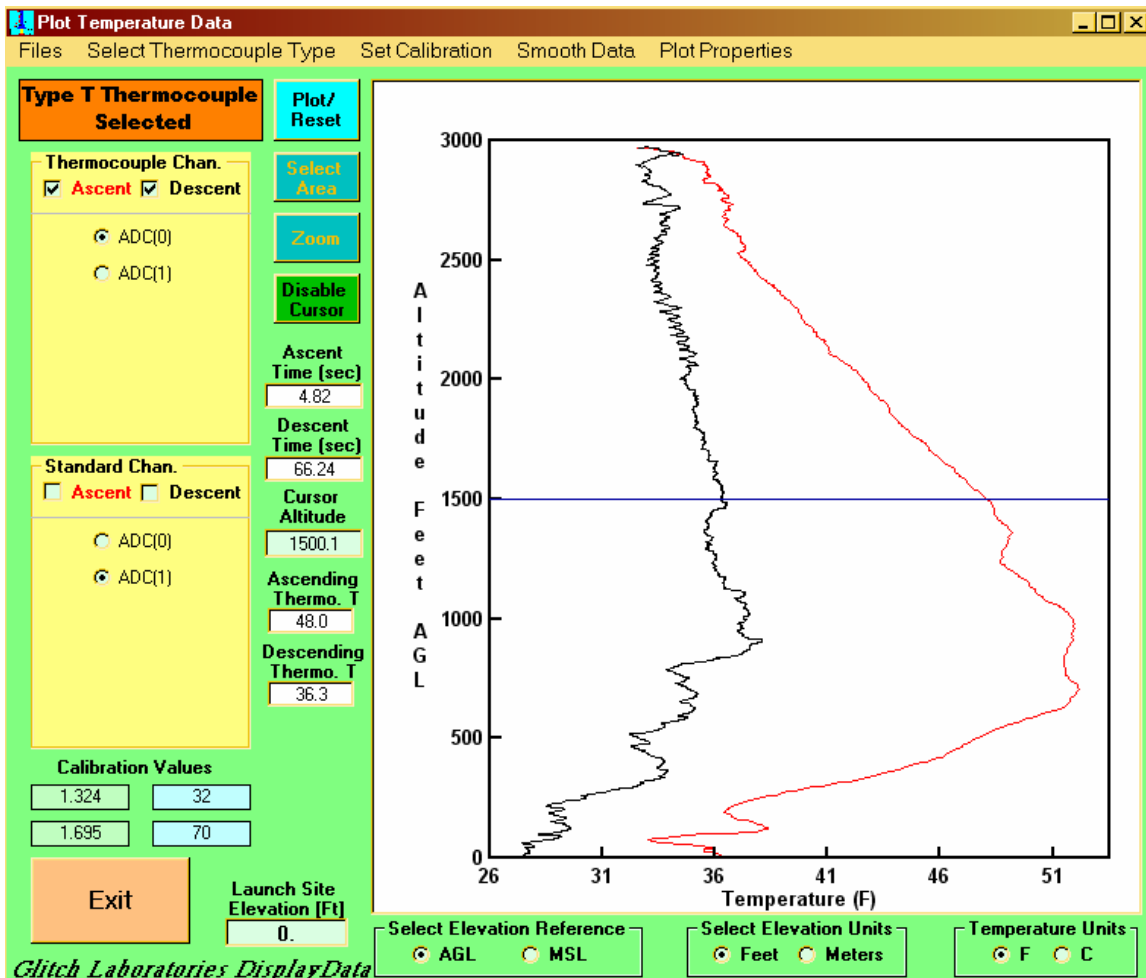 Plot Temperature Data
Files Select Thermocouple Type Set Calibration Smooth Data Plot Properties
Type T Thermocouple
Selected
Plot/
Reset
Thermocouple Chan.
Ascent Descent
ADC(0)
ADC(1)
Select
Area
Zoom
Disable
Cursor
Ascent
Time (sec)
4.82
Descent
Time (sec)
66.24
Standard Chan.
Ascent Descent
ADC(0)
ADC(1)
Cursor
Altitude
1500.1
Ascending
Thermo. T
48.0
Descending
Thermo. T
36.3
Calibration Values
1.324 32
1.695 70
Exit
Launch Site
Elevation [Ft]
0.
Glitch Laboratories DisplayData
Altitude Feet AGL
3000
2500
2000
1500
1000
500
0
26 31 36 41 46 51
Temperature (F)
Select Elevation Reference
AGL MSL
Select Elevation Units
Feet Meters
Temperature Units
F C